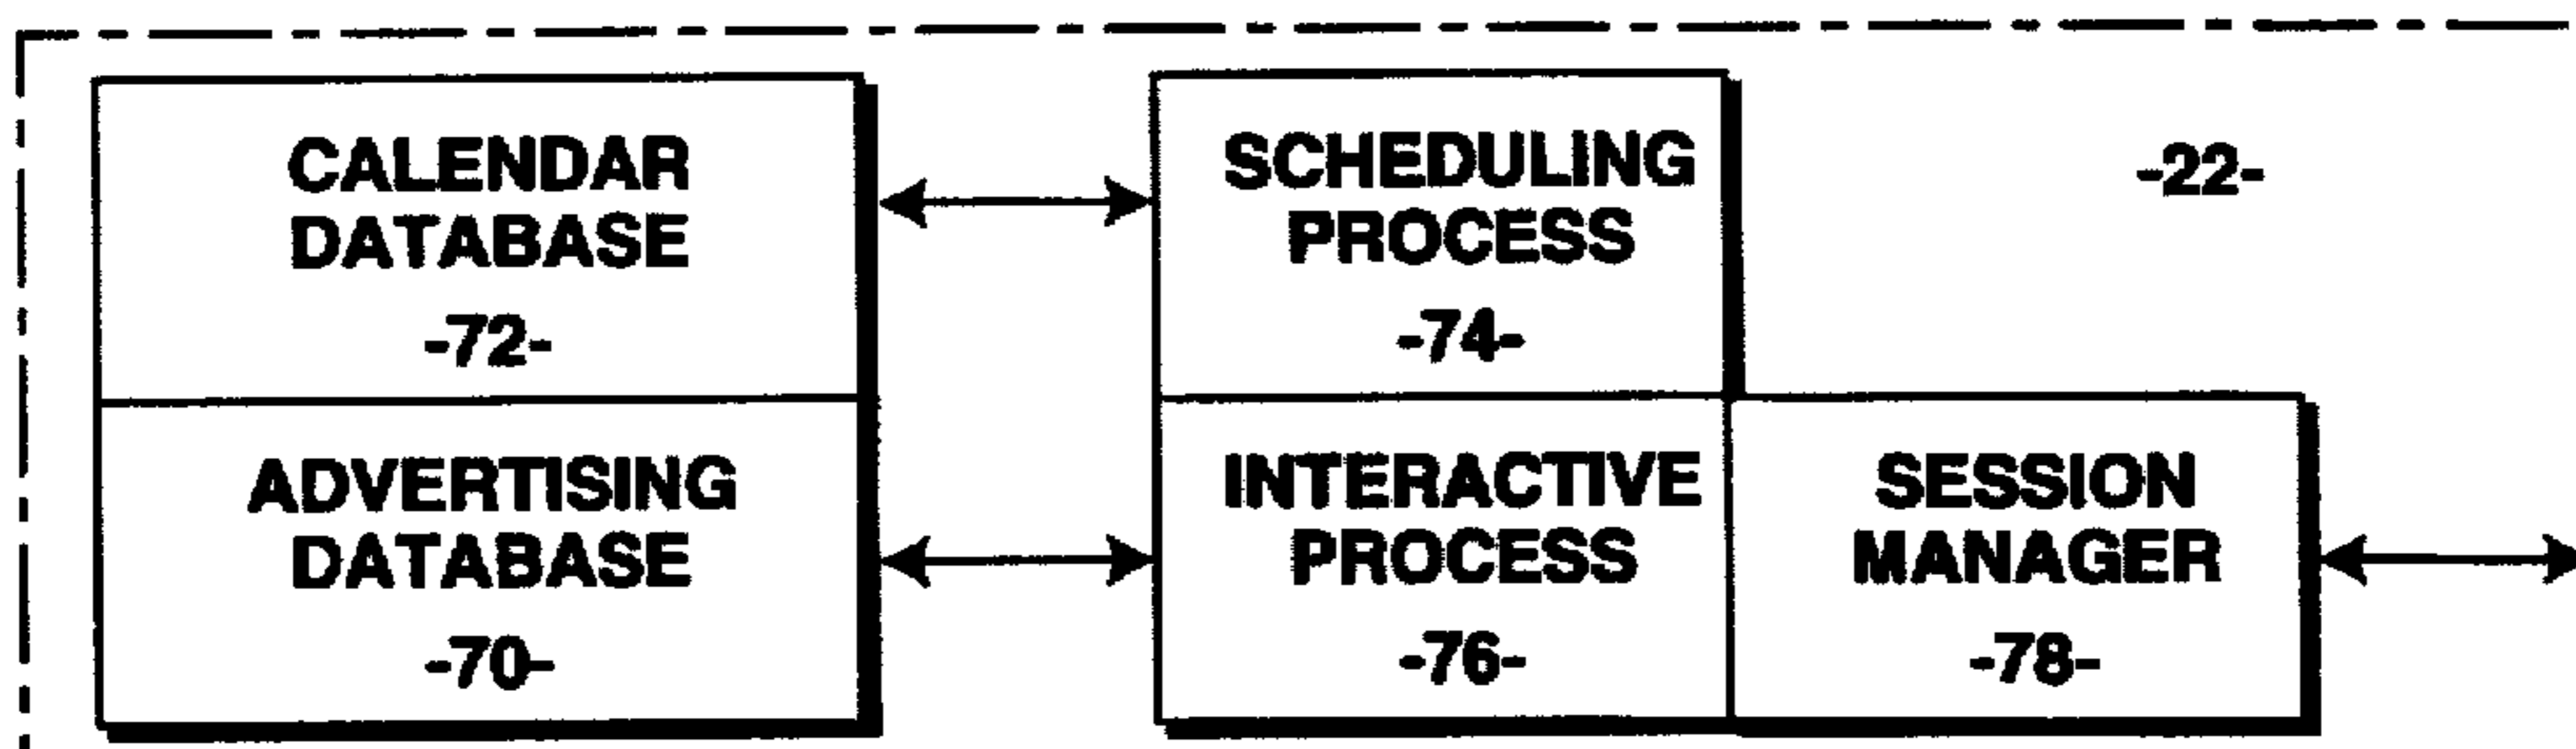 CALENDAR
DATABASE
-72-
SCHEDULING
PROCESS
-74-
-22-
ADVERTISING
DATABASE
-70-
INTERACTIVE
PROCESS
-76-
SESSION
MANAGER
-78-